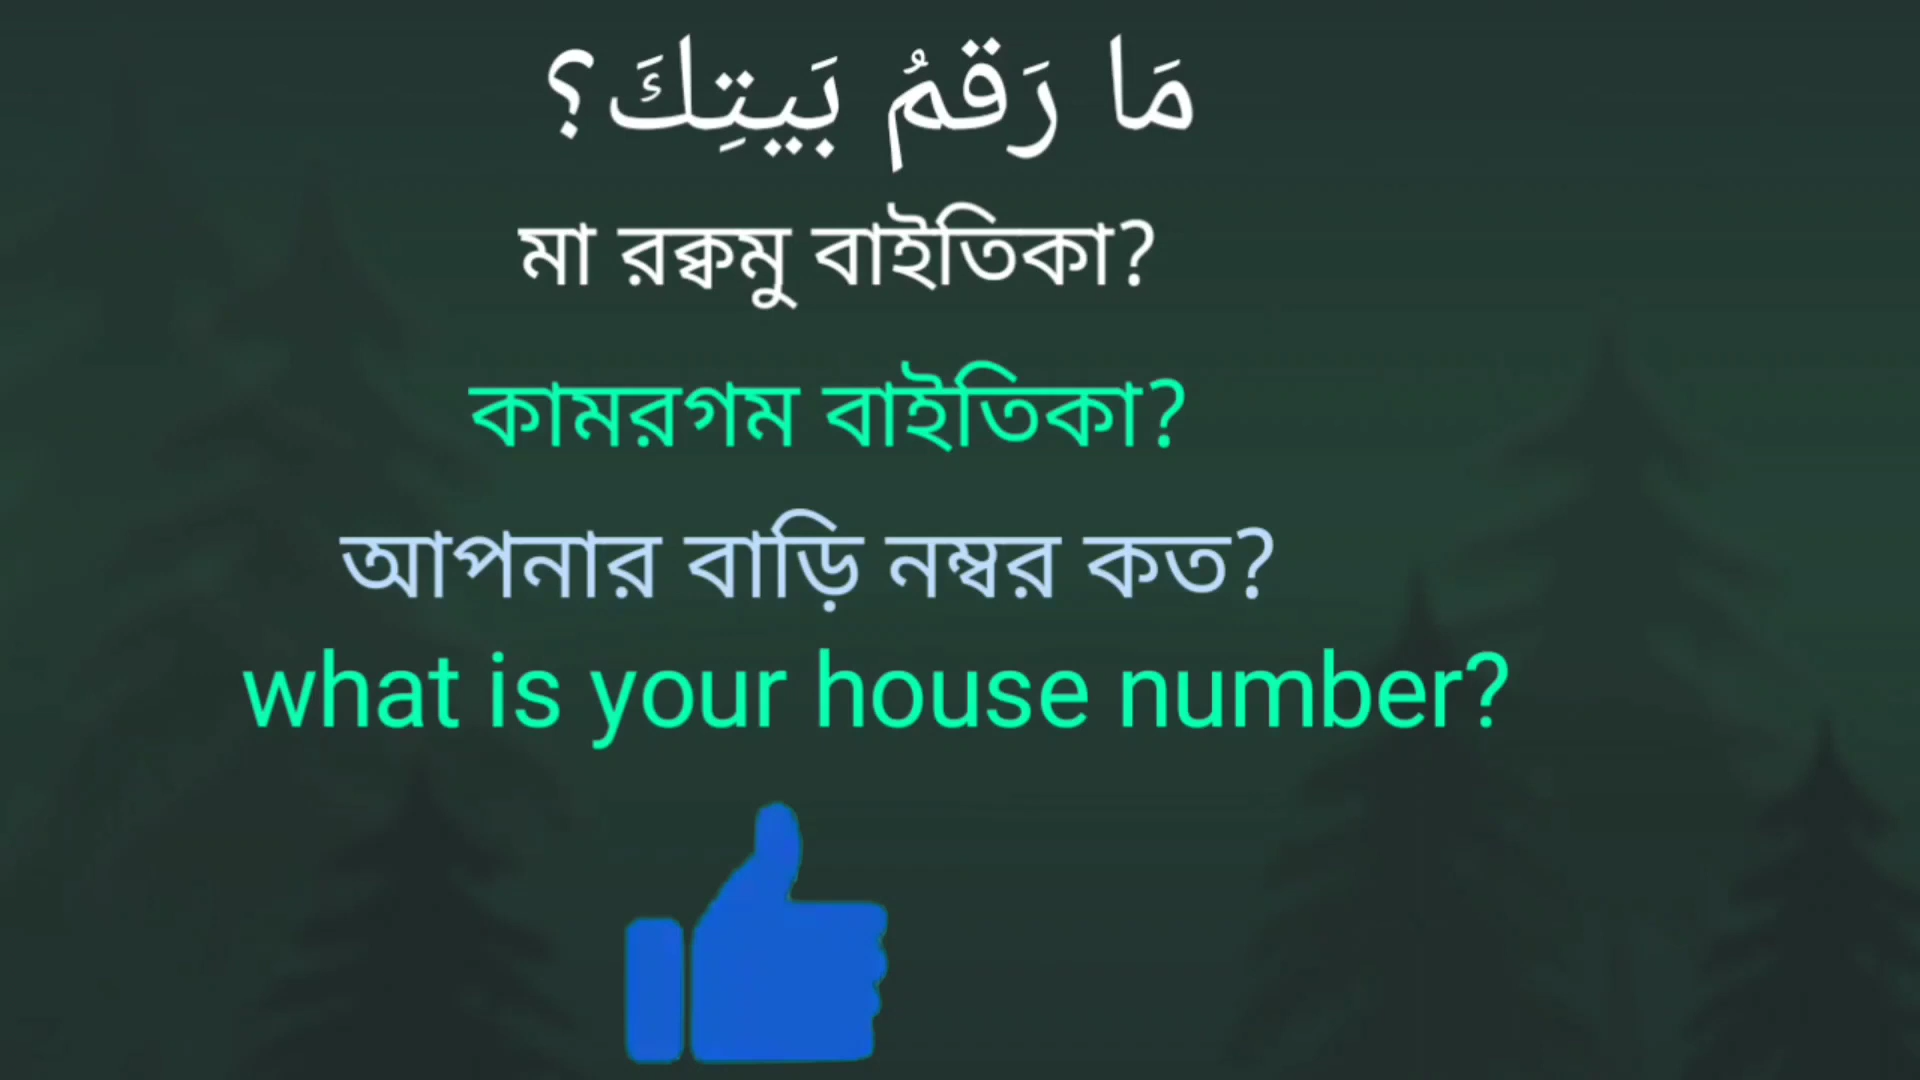 مَا رَقمُ بَيتِكَ؟
মা রক্বমু বাইতিকা?
কামরগম বাইতিকা?
আপনার বাড়ি নম্বর কত?
what is your house number?